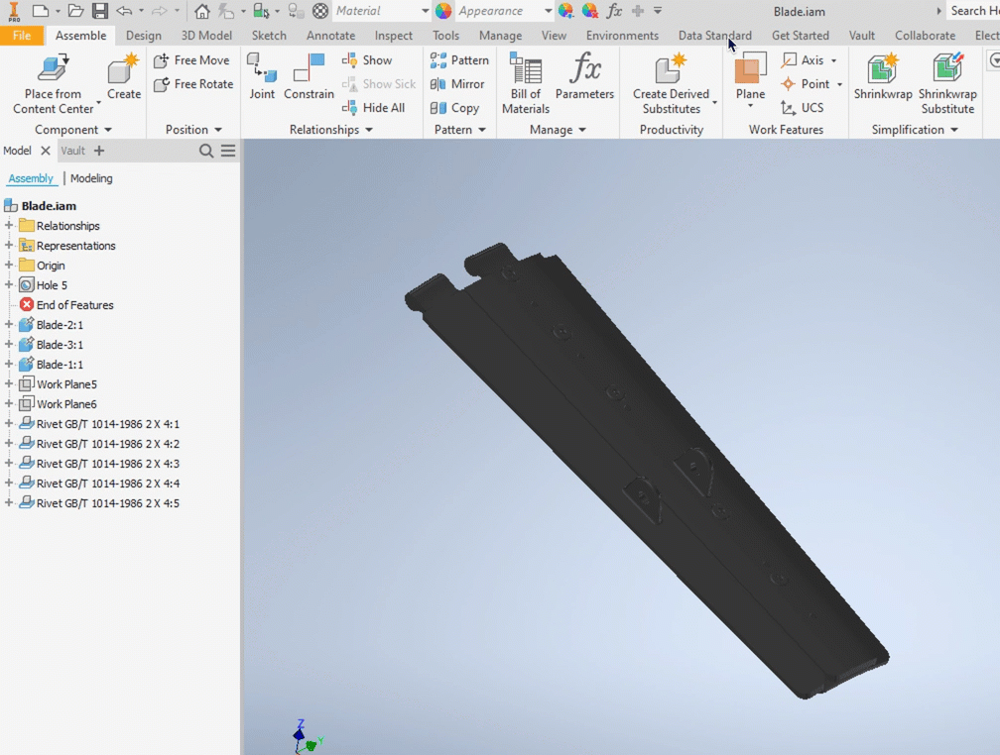 PRO
Material
Appearance
fx
Blade.iam
Search He
File
Assemble
Design
3D Model
Sketch
Annotate
Inspect
Tools
Manage
View
Environments
Data Standard
Get Started
Vault
Collaborate
Elect
Place from
Content Center
Create
Component
Free Move
Free Rotate
Position
Joint
Constrain
Show
Show Sick
Hide All
Relationships
Pattern
Mirror
Copy
Pattern
Bill of
Materials
fx
Parameters
Manage
Create Derived
Substitutes
Productivity
Plane
Axis
Point
UCS
Work Features
Shrinkwrap
Shrinkwrap
Substitute
Simplification
Model
Vault
Assembly
Modeling
Blade.iam
Relationships
Representations
Origin
Hole 5
End of Features
Blade-2:1
Blade-3:1
Blade-1:1
Work Plane5
Work Plane6
Rivet GB/T 1014-1986 2 X 4:1
Rivet GB/T 1014-1986 2 X 4:2
Rivet GB/T 1014-1986 2 X 4:3
Rivet GB/T 1014-1986 2 X 4:4
Rivet GB/T 1014-1986 2 X 4:5
Z
Y